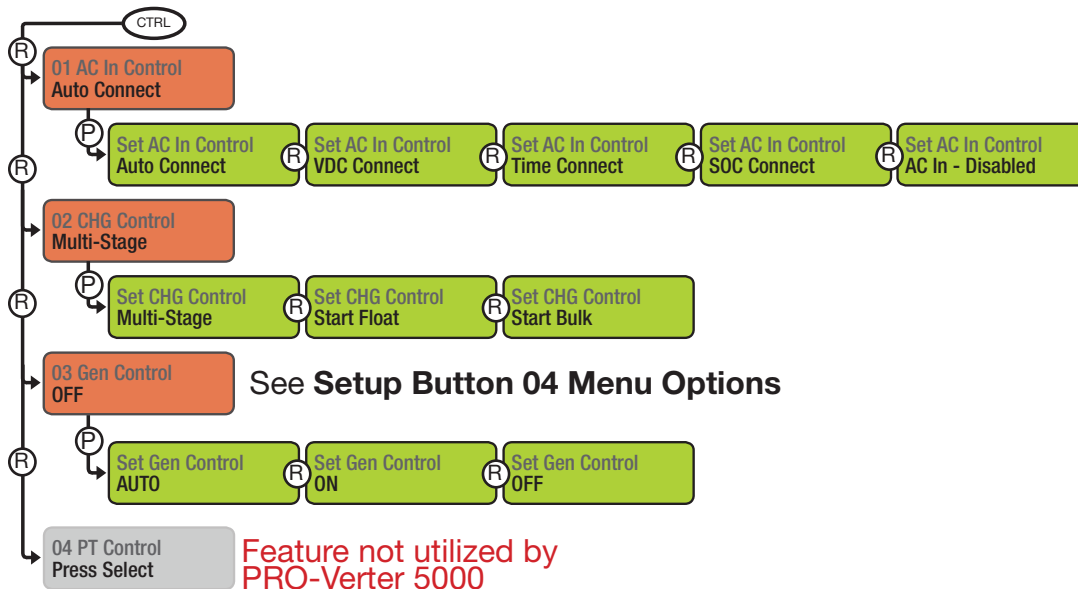 CTRL
R
01 AC In Control
Auto Connect
P
Set AC In Control
Auto Connect
R
Set AC In Control
VDC Connect
R
Set AC In Control
Time Connect
R
Set AC In Control
SOC Connect
R
Set AC In Control
AC In - Disabled
R
02 CHG Control
Multi-Stage
P
Set CHG Control
Multi-Stage
R
Set CHG Control
Start Float
R
Set CHG Control
Start Bulk
R
03 Gen Control
OFF
See Setup Button 04 Menu Options
P
Set Gen Control
AUTO
R
Set Gen Control
ON
R
Set Gen Control
OFF
R
04 PT Control
Press Select
Feature not utilized by
PRO-Verter 5000